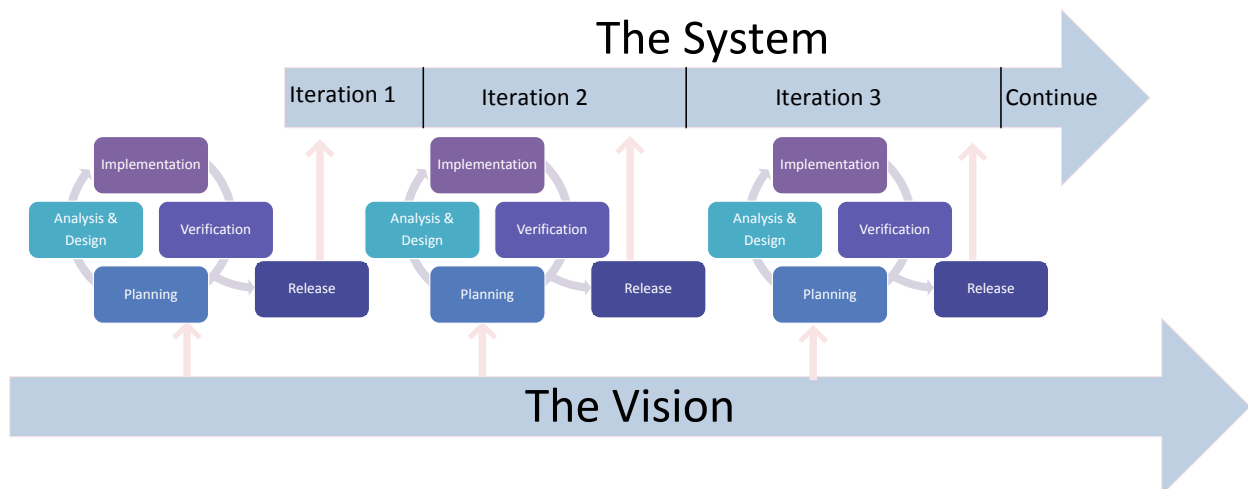 The System
Iteration 1
Iteration 2
Iteration 3
Continue
Implementation
Analysis &
Design
Verification
Planning
Release
Implementation
Analysis &
Design
Verification
Planning
Release
Implementation
Analysis &
Design
Verification
Planning
Release
The Vision